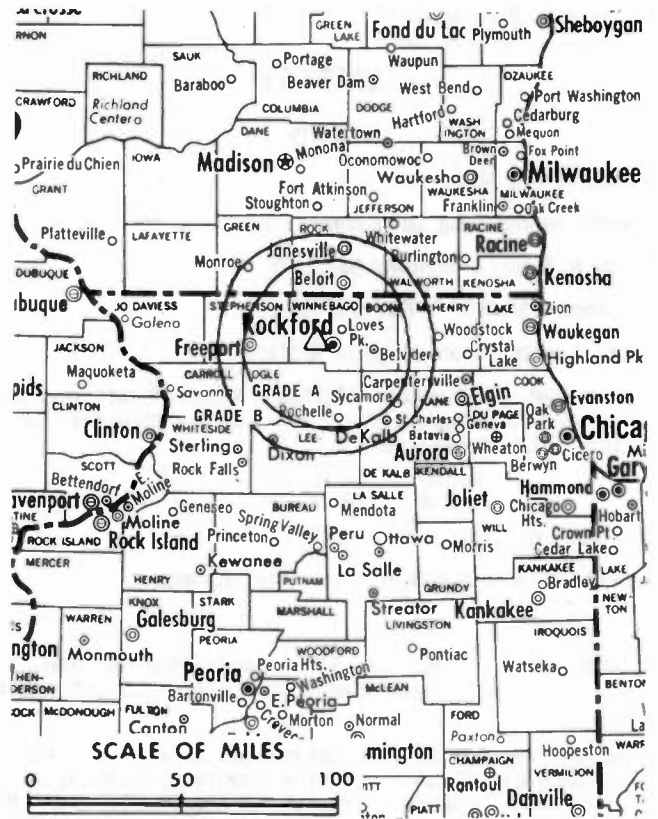 GREEN
LAKE
Fond du Lac
Plymouth
Sheboygan
SAUK
Portage
Waupun
RICHLAND
Baraboo
Beaver Dam
West Bend
OZAUKEE
CRAWFORD
Richland
Center
COLUMBIA
DODGE
Hartford
WASH
INGTON
Port Washington
Cedarburg
Mequon
DANE
Watertown
Prairie du Chien
IOWA
Madison
Monona
Oconomowoc
Brown
Deer
Fox Point
GRANT
Fort Atkinson
Waukesha
Milwaukee
Stoughton
JEFFERSON
WAUKESHA
MILWAUKEE
Franklin
Oak Creek
Platteville
LAFAYETTE
GREEN
ROCK
Whitewater
RACINE
Racine
Janesville
Burlington
Monroe
DUBUQUE
Beloit
WALWORTH
KENOSHA
Kenosha
buque
JO DAVIESS
STEPHENSON
WINNEBAGO
BOONE
McHENRY
LAKE
Zion
Galena
Rockford
Loves
Pk.
Woodstock
Waukegan
JACKSON
Freeport
Belvidere
Crystal
Lake
Highland Pk
Maquoketa
CARROLL
OGLE
Carpentersville
COOK
pids
Savanna
GRADE A
Sycamore
KANE
Elgin
Evanston
CLINTON
GRADE B
Rochelle
St Charles
DU PAGE
Geneva
Oak
Park
Chica
Clinton
WHITESIDE
LEE
DeKalb
Batavia
Sterling
Dixon
Aurora
Wheaton
Berwyn
Cicero
SCOTT
Rock Falls
DE KALB
KENDALL
Gary
Bettendorf
avenport
Moline
Geneseo
BUREAU
LA SALLE
Mendota
Joliet
Hammond
Chicago
Hts.
Moline
Rock Island
Princeton
Spring Valley
Peru
Ottawa
WILL
Hobart
ROCK ISLAND
Morris
Crown Pt
Cedar Lake
MERCER
Kewanee
La Salle
KANKAKEE
LAKE
HENRY
PUTNAM
GRUNDY
Bradley
KNOX
STARK
Streator
Kankakee
NEW-
TON
WARREN
Galesburg
MARSHALL
LIVINGSTON
IROQUOIS
ngton
Monmouth
PEORIA
WOODFORD
Pontiac
HEN-
DERSON
Peoria
Peoria Hts.
Washington
Watseka
BENTO
McDONOUGH
FULTON
Bartonville
E. Peoria
McLEAN
Canton
Morton
Normal
FORD
Paxton
Hoopeston
mington
CHAMPAIGN
Rantoul
VERMILION
PIATT
Danville
SCALE OF MILES
0 50 100